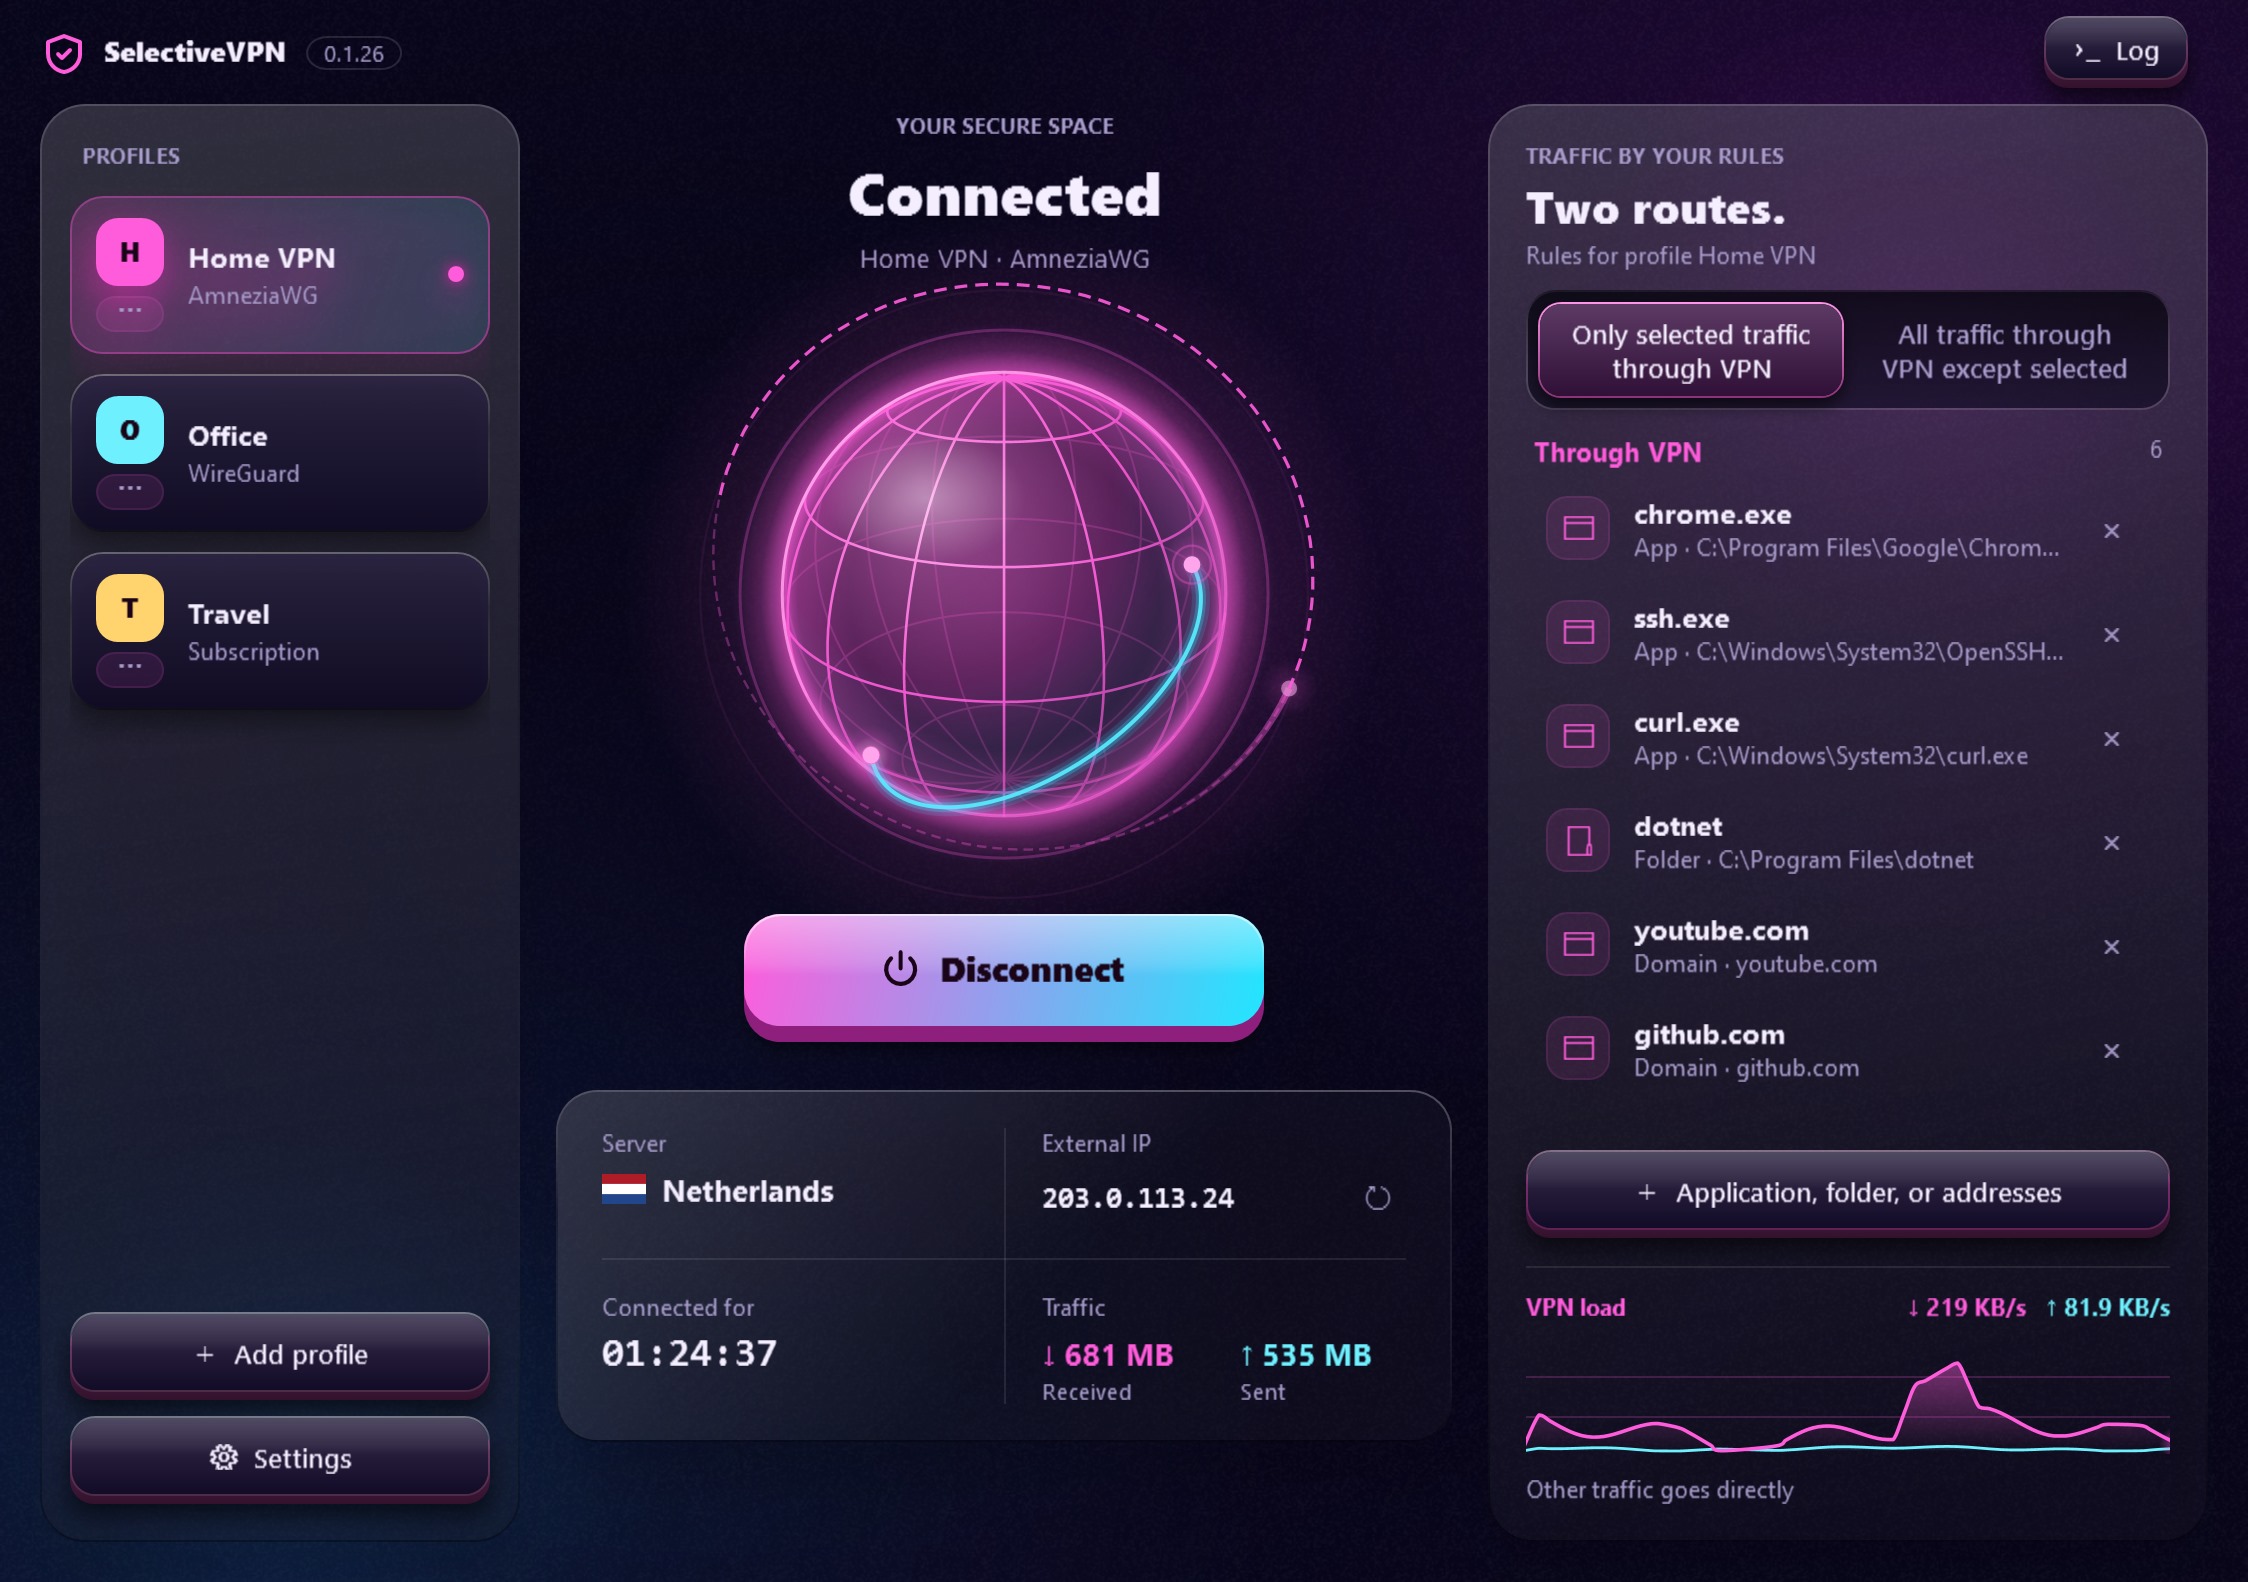 SelectiveVPN 0.1.26
›_ Log
PROFILES
H
Home VPN
AmneziaWG
...
O
Office
WireGuard
...
T
Travel
Subscription
...
+ Add profile
Settings
YOUR SECURE SPACE
Connected
Home VPN · AmneziaWG
Disconnect
Server
Netherlands
External IP
203.0.113.24
Connected for
01:24:37
Traffic
↓ 681 MB ↑ 535 MB
Received Sent
TRAFFIC BY YOUR RULES
Two routes.
Rules for profile Home VPN
Only selected traffic
through VPN
All traffic through
VPN except selected
Through VPN 6
chrome.exe
App · C:\Program Files\Google\Chrom...
ssh.exe
App · C:\Windows\System32\OpenSSH...
curl.exe
App · C:\Windows\System32\curl.exe
dotnet
Folder · C:\Program Files\dotnet
youtube.com
Domain · youtube.com
github.com
Domain · github.com
+ Application, folder, or addresses
VPN load ↓ 219 KB/s ↑ 81.9 KB/s
Other traffic goes directly